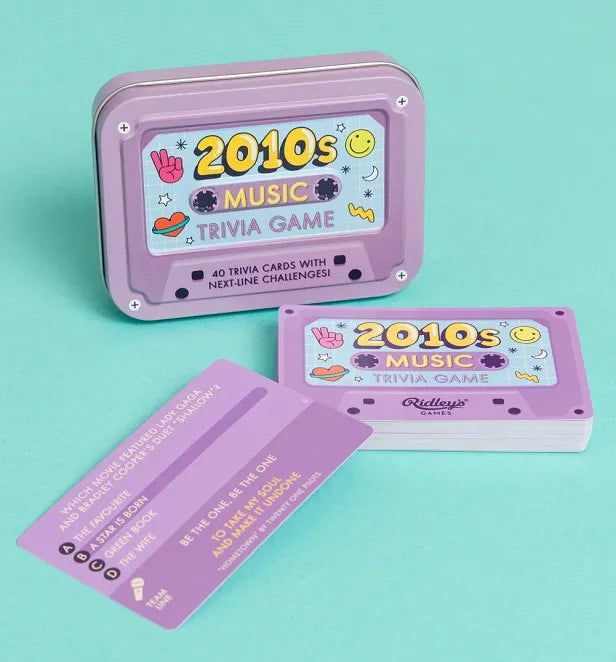 2010s
MUSIC
TRIVIA GAME
40 TRIVIA CARDS WITH
NEXT-LINE CHALLENGES!
2010s
MUSIC
TRIVIA GAME
Ridley's
GAMES
WHICH MOVIE FEATURED LADY GAGA
AND BRADLEY COOPER'S DUET "SHALLOW"?
A THE FAVOURITE
B A STAR IS BORN
C GREEN BOOK
D THE WIFE
BE THE ONE, BE THE ONE
TO TAKE MY SOUL
AND MAKE IT UNDONE
"HOMETOWN" BY TWENTY ONE PILOTS
TEAM
LINE